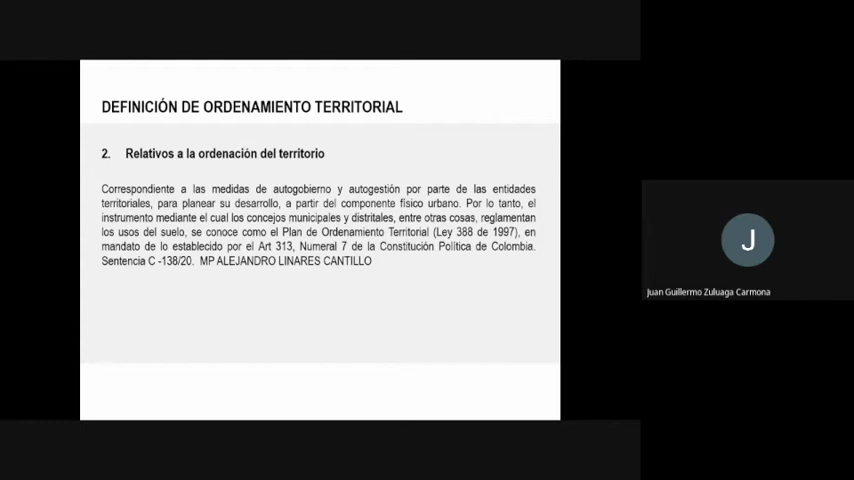 DEFINICIÓN DE ORDENAMIENTO TERRITORIAL
2. Relativos a la ordenación del territorio
Correspondiente a las medidas de autogobierno y autogestión por parte de las entidades
territoriales, para planear su desarrollo, a partir del componente físico urbano. Por lo tanto, el
instrumento mediante el cual los concejos municipales y distritales, entre otras cosas, reglamentan
los usos del suelo, se conoce como el Plan de Ordenamiento Territorial (Ley 388 de 1997), en
mandato de lo establecido por el Art 313, Numeral 7 de la Constitución Política de Colombia.
Sentencia C -138/20. MP ALEJANDRO LINARES CANTILLO
J
Juan Guillermo Zuluaga Carmona